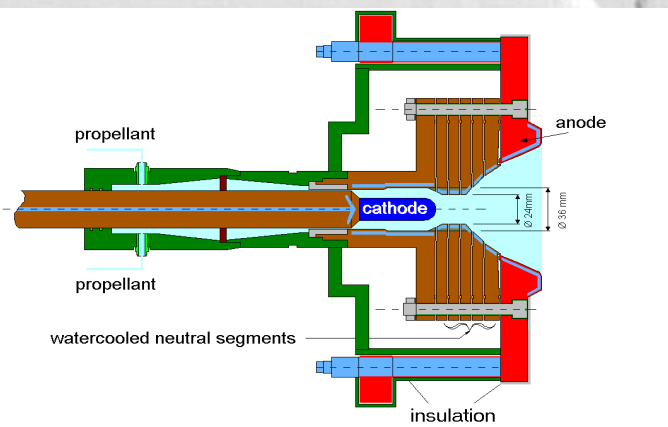 propellant
anode
cathode
Ø 24mm
Ø 36 mm
propellant
watercooled neutral segments
insulation